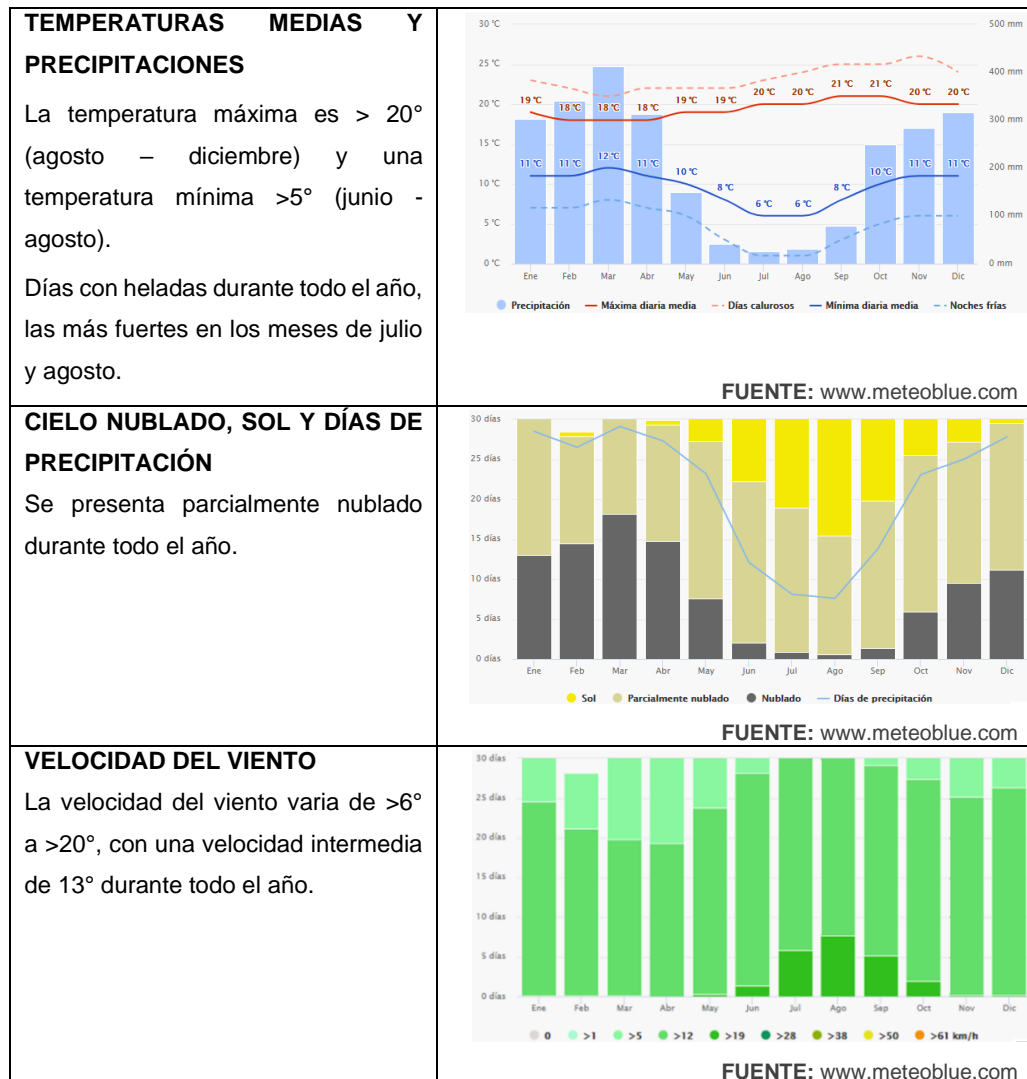 TEMPERATURAS MEDIAS Y
PRECIPITACIONES
La temperatura máxima es > 20°
(agosto – diciembre) y una
temperatura mínima >5° (junio -
agosto).
Días con heladas durante todo el año,
las más fuertes en los meses de julio
y agosto.
30 °C 500 mm
25 °C 400 mm
20 °C 300 mm
15 °C 200 mm
10 °C 100 mm
5 °C 0 mm
0 °C
19 °C 18 °C 18 °C 18 °C 19 °C 19 °C 20 °C 20 °C 21 °C 21 °C 20 °C 20 °C
11 °C 11 °C 12 °C 11 °C 10 °C 8 °C 6 °C 6 °C 8 °C 10 °C 11 °C 11 °C
Ene Feb Mar Abr May Jun Jul Ago Sep Oct Nov Dic
Precipitación Máxima diaria media Días calurosos Mínima diaria media Noches frías
FUENTE: www.meteoblue.com
CIELO NUBLADO, SOL Y DÍAS DE
PRECIPITACIÓN
Se presenta parcialmente nublado
durante todo el año.
30 días
25 días
20 días
15 días
10 días
5 días
0 días
Ene Feb Mar Abr May Jun Jul Ago Sep Oct Nov Dic
Sol Parcialmente nublado Nublado Días de precipitación
FUENTE: www.meteoblue.com
VELOCIDAD DEL VIENTO
La velocidad del viento varia de >6°
a >20°, con una velocidad intermedia
de 13° durante todo el año.
30 días
25 días
20 días
15 días
10 días
5 días
0 días
Ene Feb Mar Abr May Jun Jul Ago Sep Oct Nov Dic
0 >1 >5 >12 >19 >28 >38 >50 >61 km/h
FUENTE: www.meteoblue.com